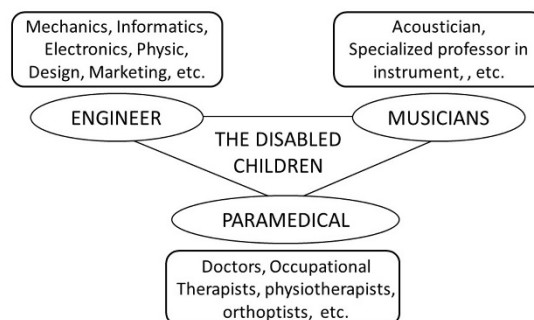 Mechanics, Informatics,
Electronics, Physic,
Design, Marketing, etc.
Acoustician,
Specialized professor in
instrument, , etc.
ENGINEER
MUSICIANS
THE DISABLED
CHILDREN
PARAMEDICAL
Doctors, Occupational
Therapists, physiotherapists,
orthoptists, etc.